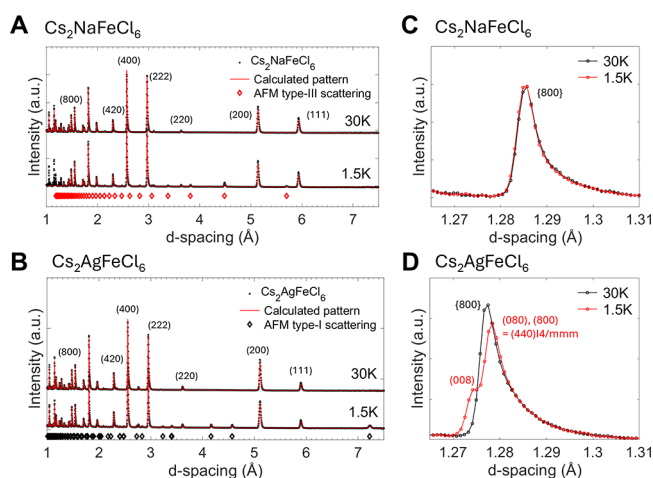 A Cs₂NaFeCl₆
Intensity (a.u.)
(400)
(222)
(800)
(420)
(220)
(200)
(111)
Cs₂NaFeCl₆
Calculated pattern
AFM type-III scattering
30K
1.5K
1 2 3 4 5 6 7
d-spacing (Å)
C Cs₂NaFeCl₆
Intensity (a.u.)
{800}
30K
1.5K
1.27 1.28 1.29 1.3 1.31
d-spacing (Å)
B Cs₂AgFeCl₆
Intensity (a.u.)
(400)
(222)
(800)
(420)
(220)
(200)
(111)
Cs₂AgFeCl₆
Calculated pattern
AFM type-I scattering
30K
1.5K
1 2 3 4 5 6 7
d-spacing (Å)
D Cs₂AgFeCl₆
Intensity (a.u.)
{800}
(080), (800)
= (440)I4/mmm
(008)
30K
1.5K
1.27 1.28 1.29 1.3 1.31
d-spacing (Å)